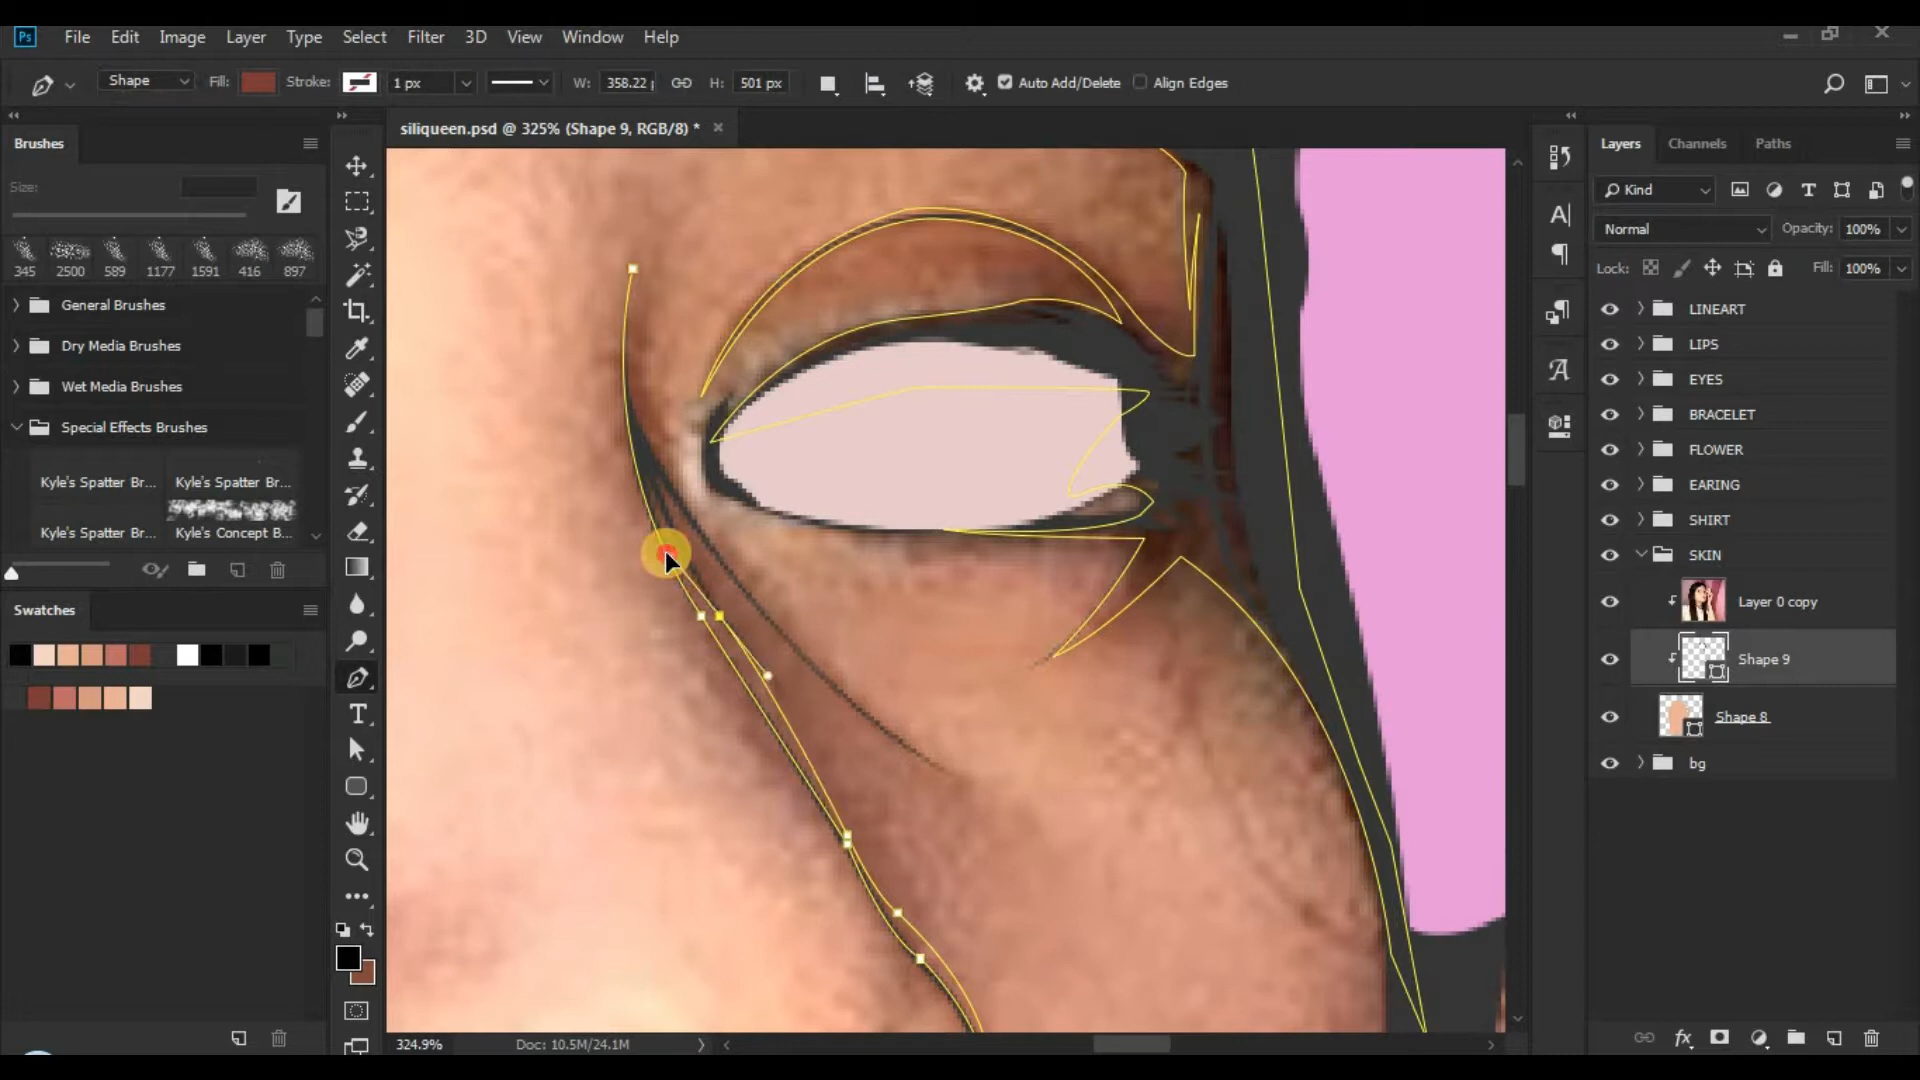 Ps File Edit Image Layer Type Select Filter 3D View Window Help
Shape Fill: Stroke: 1 px W: 358.22 H: 501 px Auto Add/Delete Align Edges
siliqueen.psd @ 325% (Shape 9, RGB/8) *
Brushes
Size:
345 2500 589 1177 1591 416 897
General Brushes
Dry Media Brushes
Wet Media Brushes
Special Effects Brushes
Kyle's Spatter Br... Kyle's Spatter Br...
Kyle's Spatter Br... Kyle's Concept B...
Swatches
324.9% Doc: 10.5M/24.1M
Layers Channels Paths
Kind
Normal Opacity: 100%
Lock: Fill: 100%
LINEART
LIPS
EYES
BRACELET
FLOWER
EARING
SHIRT
SKIN
Layer 0 copy
Shape 9
Shape 8
bg
fx